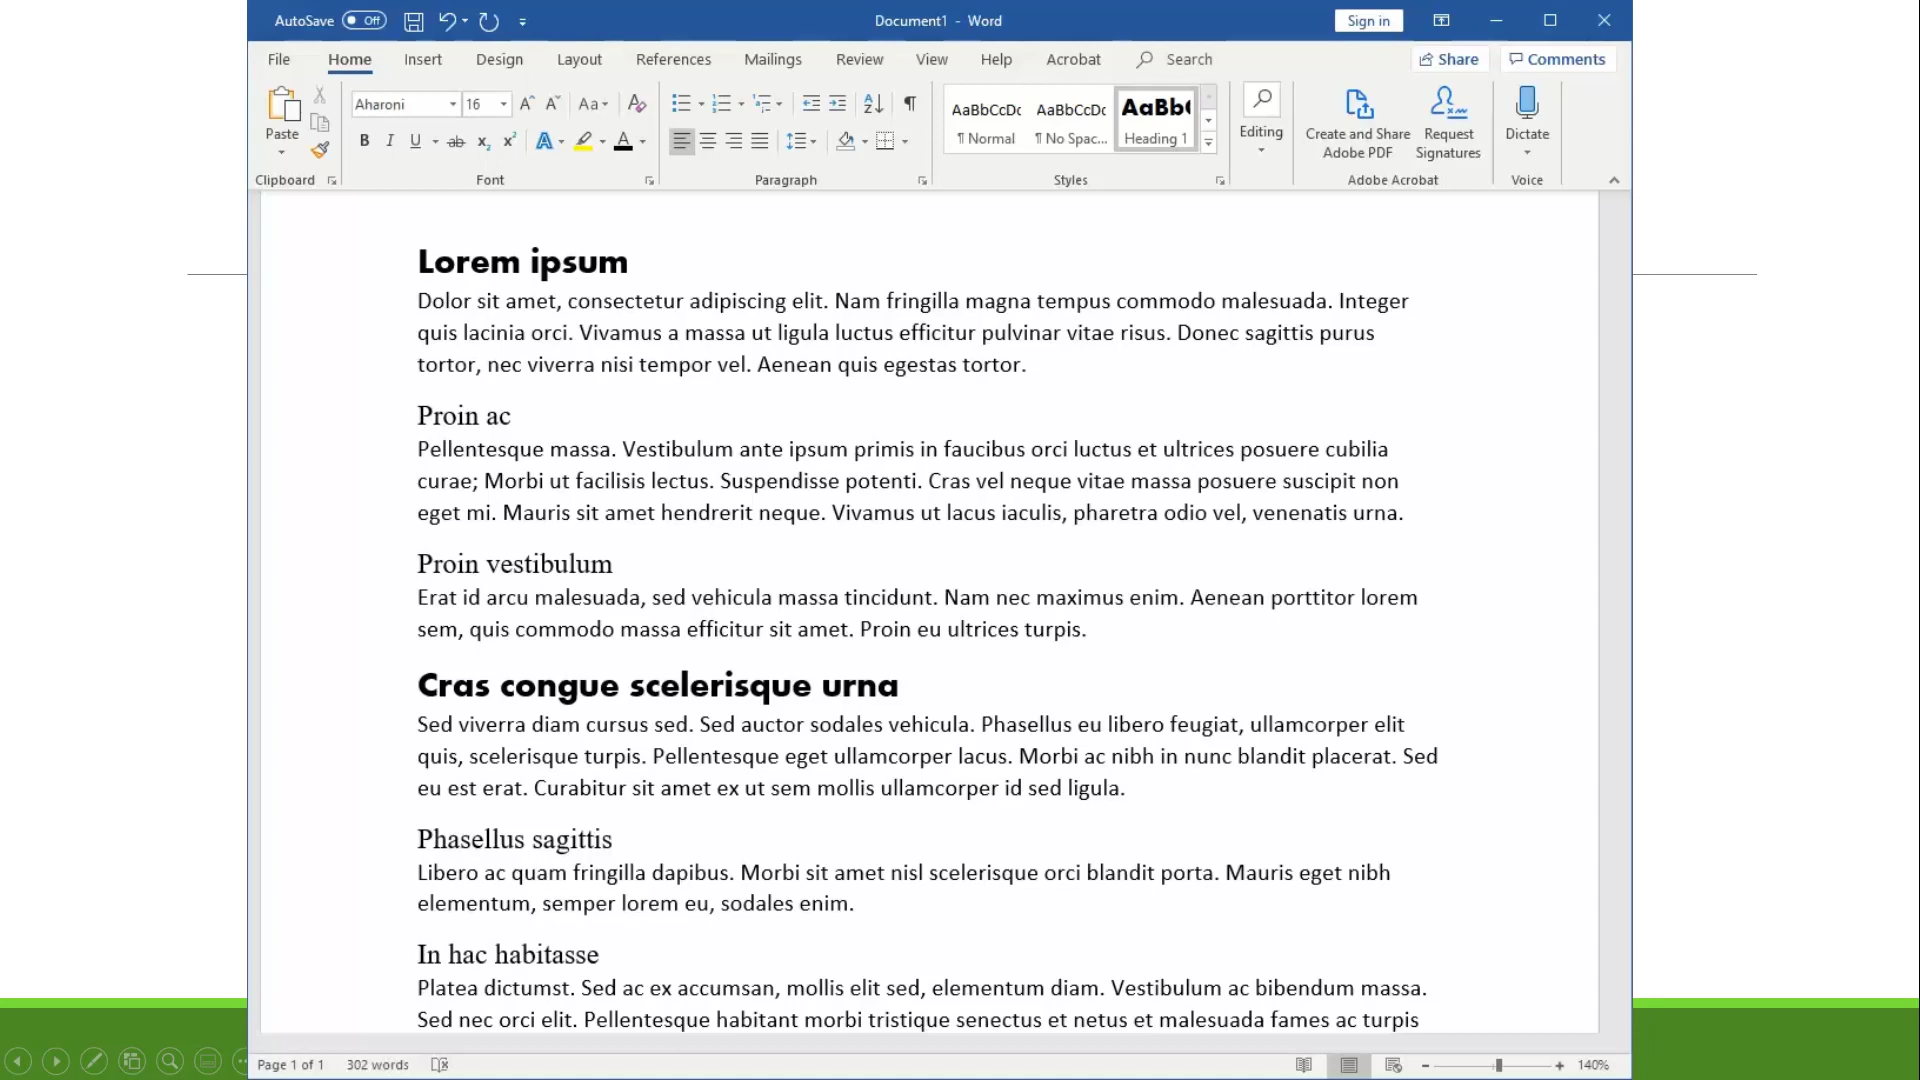 AutoSave Off Document1 - Word Sign in
File Home Insert Design Layout References Mailings Review View Help Acrobat Search Share Comments
Paste Aharoni 16 Aa AaBbCcDc AaBbCcDc AaBb( Editing Create and Share Adobe PDF Request Signatures Dictate
B I U ab x₂ x² A A ¶ Normal ¶ No Spac... Heading 1
Clipboard Font Paragraph Styles Adobe Acrobat Voice
Lorem ipsum
Dolor sit amet, consectetur adipiscing elit. Nam fringilla magna tempus commodo malesuada. Integer
quis lacinia orci. Vivamus a massa ut ligula luctus efficitur pulvinar vitae risus. Donec sagittis purus
tortor, nec viverra nisi tempor vel. Aenean quis egestas tortor.
Proin ac
Pellentesque massa. Vestibulum ante ipsum primis in faucibus orci luctus et ultrices posuere cubilia
curae; Morbi ut facilisis lectus. Suspendisse potenti. Cras vel neque vitae massa posuere suscipit non
eget mi. Mauris sit amet hendrerit neque. Vivamus ut lacus iaculis, pharetra odio vel, venenatis urna.
Proin vestibulum
Erat id arcu malesuada, sed vehicula massa tincidunt. Nam nec maximus enim. Aenean porttitor lorem
sem, quis commodo massa efficitur sit amet. Proin eu ultrices turpis.
Cras congue scelerisque urna
Sed viverra diam cursus sed. Sed auctor sodales vehicula. Phasellus eu libero feugiat, ullamcorper elit
quis, scelerisque turpis. Pellentesque eget ullamcorper lacus. Morbi ac nibh in nunc blandit placerat. Sed
eu est erat. Curabitur sit amet ex ut sem mollis ullamcorper id sed ligula.
Phasellus sagittis
Libero ac quam fringilla dapibus. Morbi sit amet nisl scelerisque orci blandit porta. Mauris eget nibh
elementum, semper lorem eu, sodales enim.
In hac habitasse
Platea dictumst. Sed ac ex accumsan, mollis elit sed, elementum diam. Vestibulum ac bibendum massa.
Sed nec orci elit. Pellentesque habitant morbi tristique senectus et netus et malesuada fames ac turpis
Page 1 of 1 302 words 140%